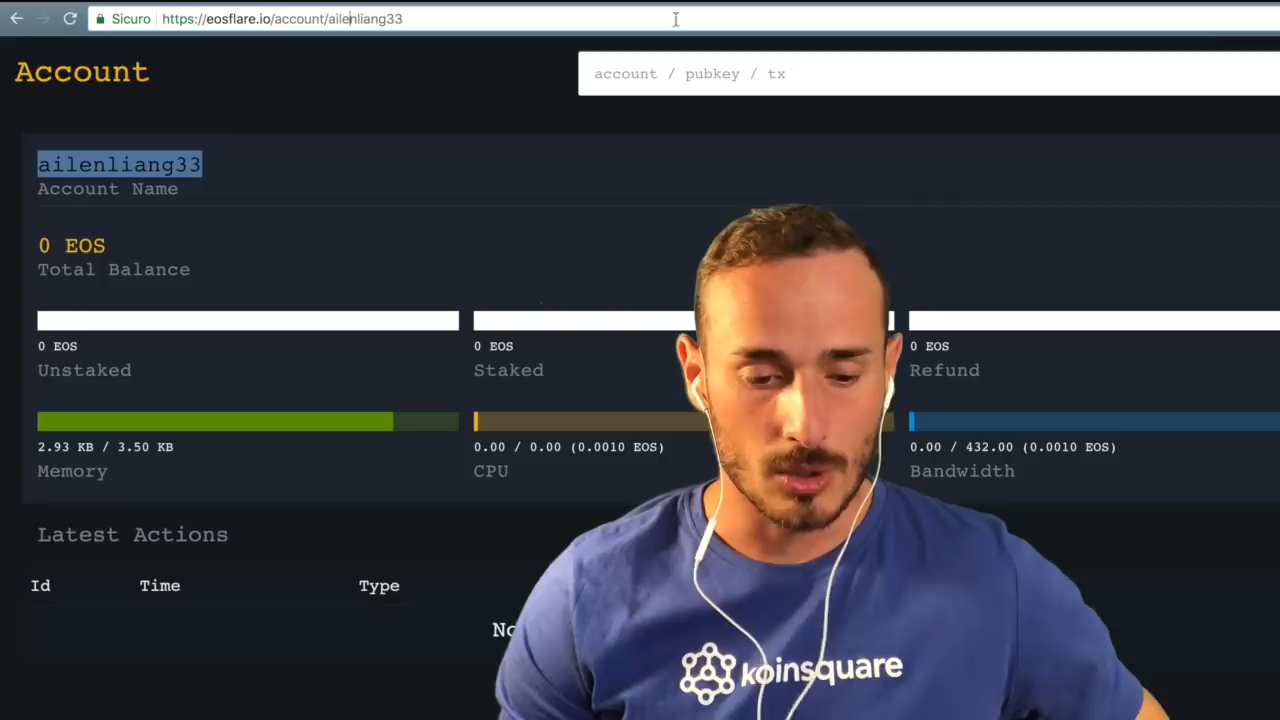 Sicuro https://eosflare.io/account/ailenliang33
Account
account / pubkey / tx
ailenliang33
Account Name
0 EOS
Total Balance
0 EOS 0 EOS 0 EOS
Unstaked Staked Refund
2.93 KB / 3.50 KB 0.00 / 0.00 (0.0010 EOS) 0.00 / 432.00 (0.0010 EOS)
Memory CPU Bandwidth
Latest Actions
Id Time Type
koinsquare